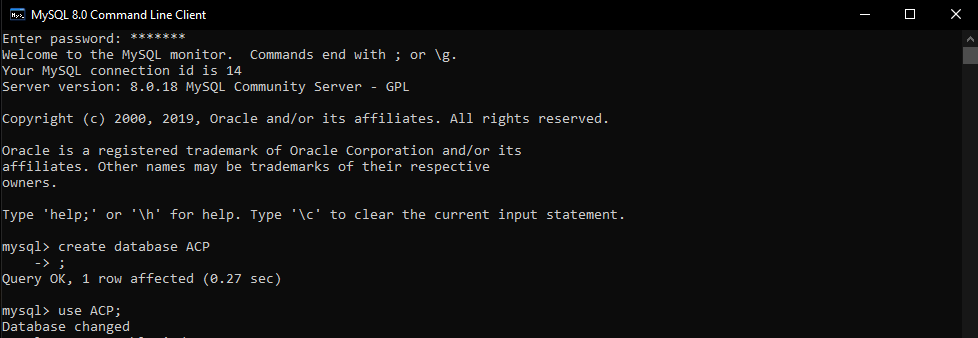 MySQL 8.0 Command Line Client
Enter password: *******
Welcome to the MySQL monitor.  Commands end with ; or \g.
Your MySQL connection id is 14
Server version: 8.0.18 MySQL Community Server - GPL

Copyright (c) 2000, 2019, Oracle and/or its affiliates. All rights reserved.

Oracle is a registered trademark of Oracle Corporation and/or its
affiliates. Other names may be trademarks of their respective
owners.

Type 'help;' or '\h' for help. Type '\c' to clear the current input statement.

mysql> create database ACP
    -> ;
Query OK, 1 row affected (0.27 sec)

mysql> use ACP;
Database changed